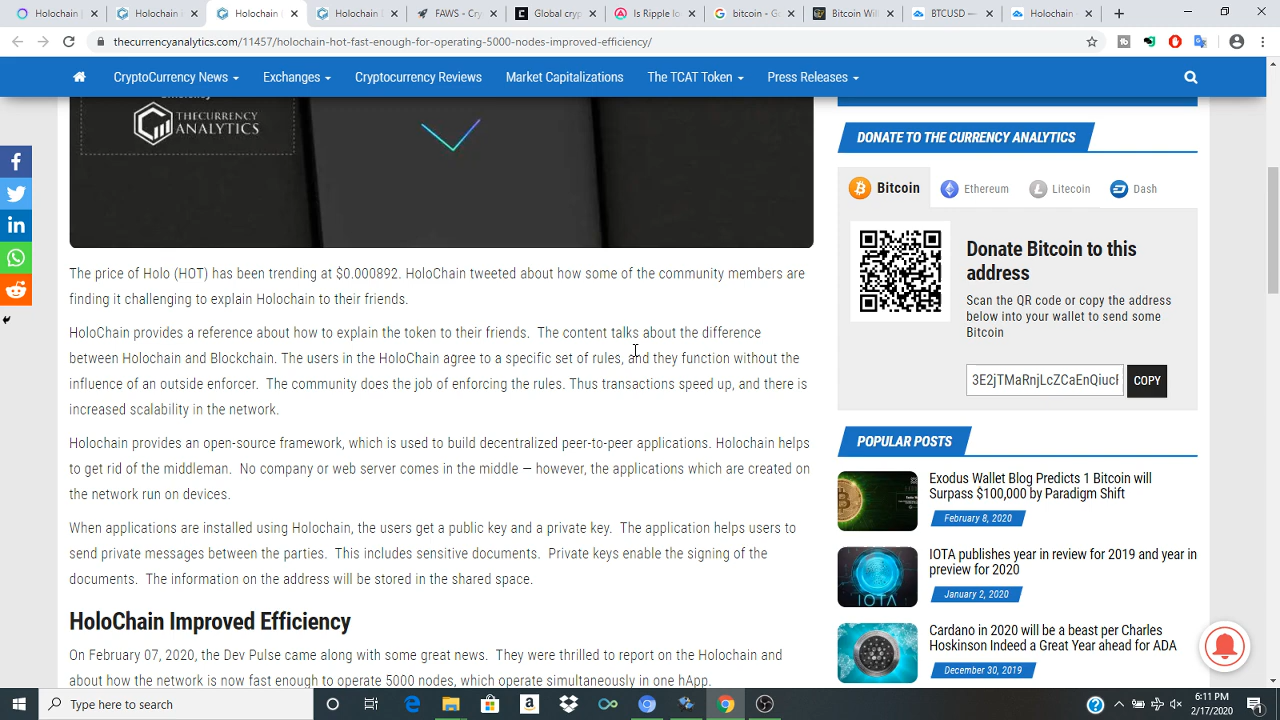 Holochain
Holochain (
Holochain (
Holochain (
FAWS - Cry
Global cryp
Is Ripple Ic
bitcoin - Go
Bitcoin Wil
BTCUSD —
Holochain
thecurrencyanalytics.com/11457/holochain-hot-fast-enough-for-operating-5000-nodes-improved-efficiency/
CryptoCurrency News
Exchanges
Cryptocurrency Reviews
Market Capitalizations
The TCAT Token
Press Releases
THECURRENCY
ANALYTICS
The price of Holo (HOT) has been trending at $0.000892. HoloChain tweeted about how some of the community members are
finding it challenging to explain Holochain to their friends.
HoloChain provides a reference about how to explain the token to their friends. The content talks about the difference
between Holochain and Blockchain. The users in the HoloChain agree to a specific set of rules, and they function without the
influence of an outside enforcer. The community does the job of enforcing the rules. Thus transactions speed up, and there is
increased scalability in the network.
Holochain provides an open-source framework, which is used to build decentralized peer-to-peer applications. Holochain helps
to get rid of the middleman. No company or web server comes in the middle – however, the applications which are created on
the network run on devices.
When applications are installed using Holochain, the users get a public key and a private key. The application helps users to
send private messages between the parties. This includes sensitive documents. Private keys enable the signing of the
documents. The information on the address will be stored in the shared space.
HoloChain Improved Efficiency
On February 07, 2020, the Dev Pulse came along with some great news. They were thrilled to report on the Holochain and
about how the network is now fast enough to operate 5000 nodes, which operate simultaneously in one hApp.
DONATE TO THE CURRENCY ANALYTICS
Bitcoin
Ethereum
Litecoin
Dash
Donate Bitcoin to this
address
Scan the QR code or copy the address
below into your wallet to send some
Bitcoin
3E2jTMaRnjLcZCaEnQiucf
COPY
POPULAR POSTS
Exodus Wallet Blog Predicts 1 Bitcoin will
Surpass $100,000 by Paradigm Shift
February 8, 2020
IOTA publishes year in review for 2019 and year in
preview for 2020
January 2, 2020
IOTA
Cardano in 2020 will be a beast per Charles
Hoskinson Indeed a Great Year ahead for ADA
December 30, 2019
Type here to search
6:11 PM
2/17/2020